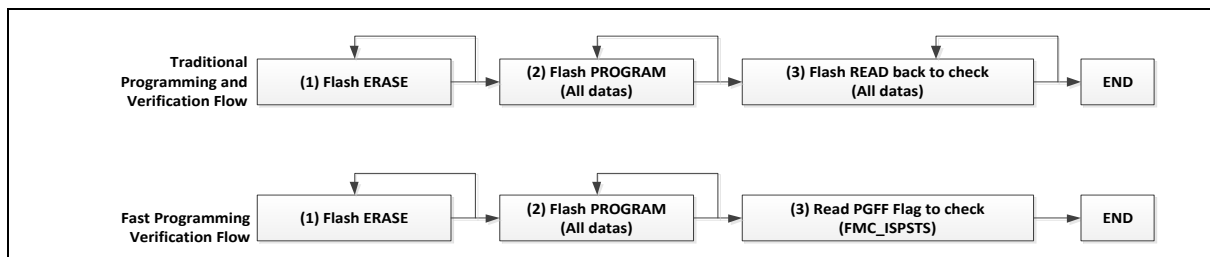 Traditional
Programming and
Verification Flow
(1) Flash ERASE
(2) Flash PROGRAM
(All datas)
(3) Flash READ back to check
(All datas)
END
Fast Programming
Verification Flow
(1) Flash ERASE
(2) Flash PROGRAM
(All datas)
(3) Read PGFF Flag to check
(FMC_ISPSTS)
END